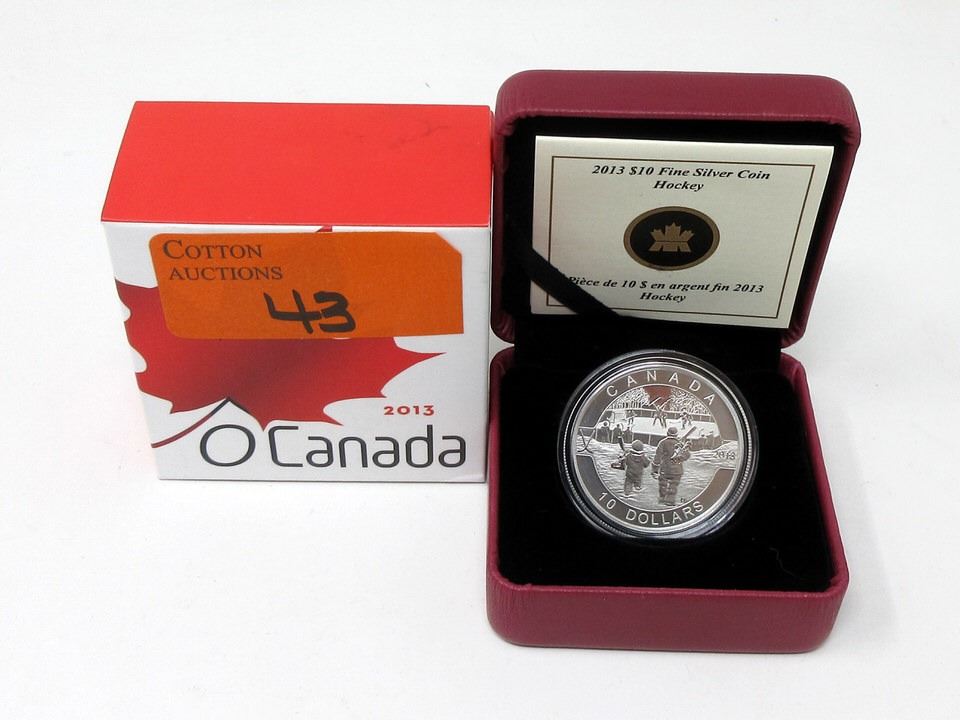 COTTON
AUCTIONS
43
2013
O Canada
2013 $10 Fine Silver Coin
Hockey
Pièce de 10 $ en argent fin 2013
Hockey
CANADA
2013
10 DOLLARS